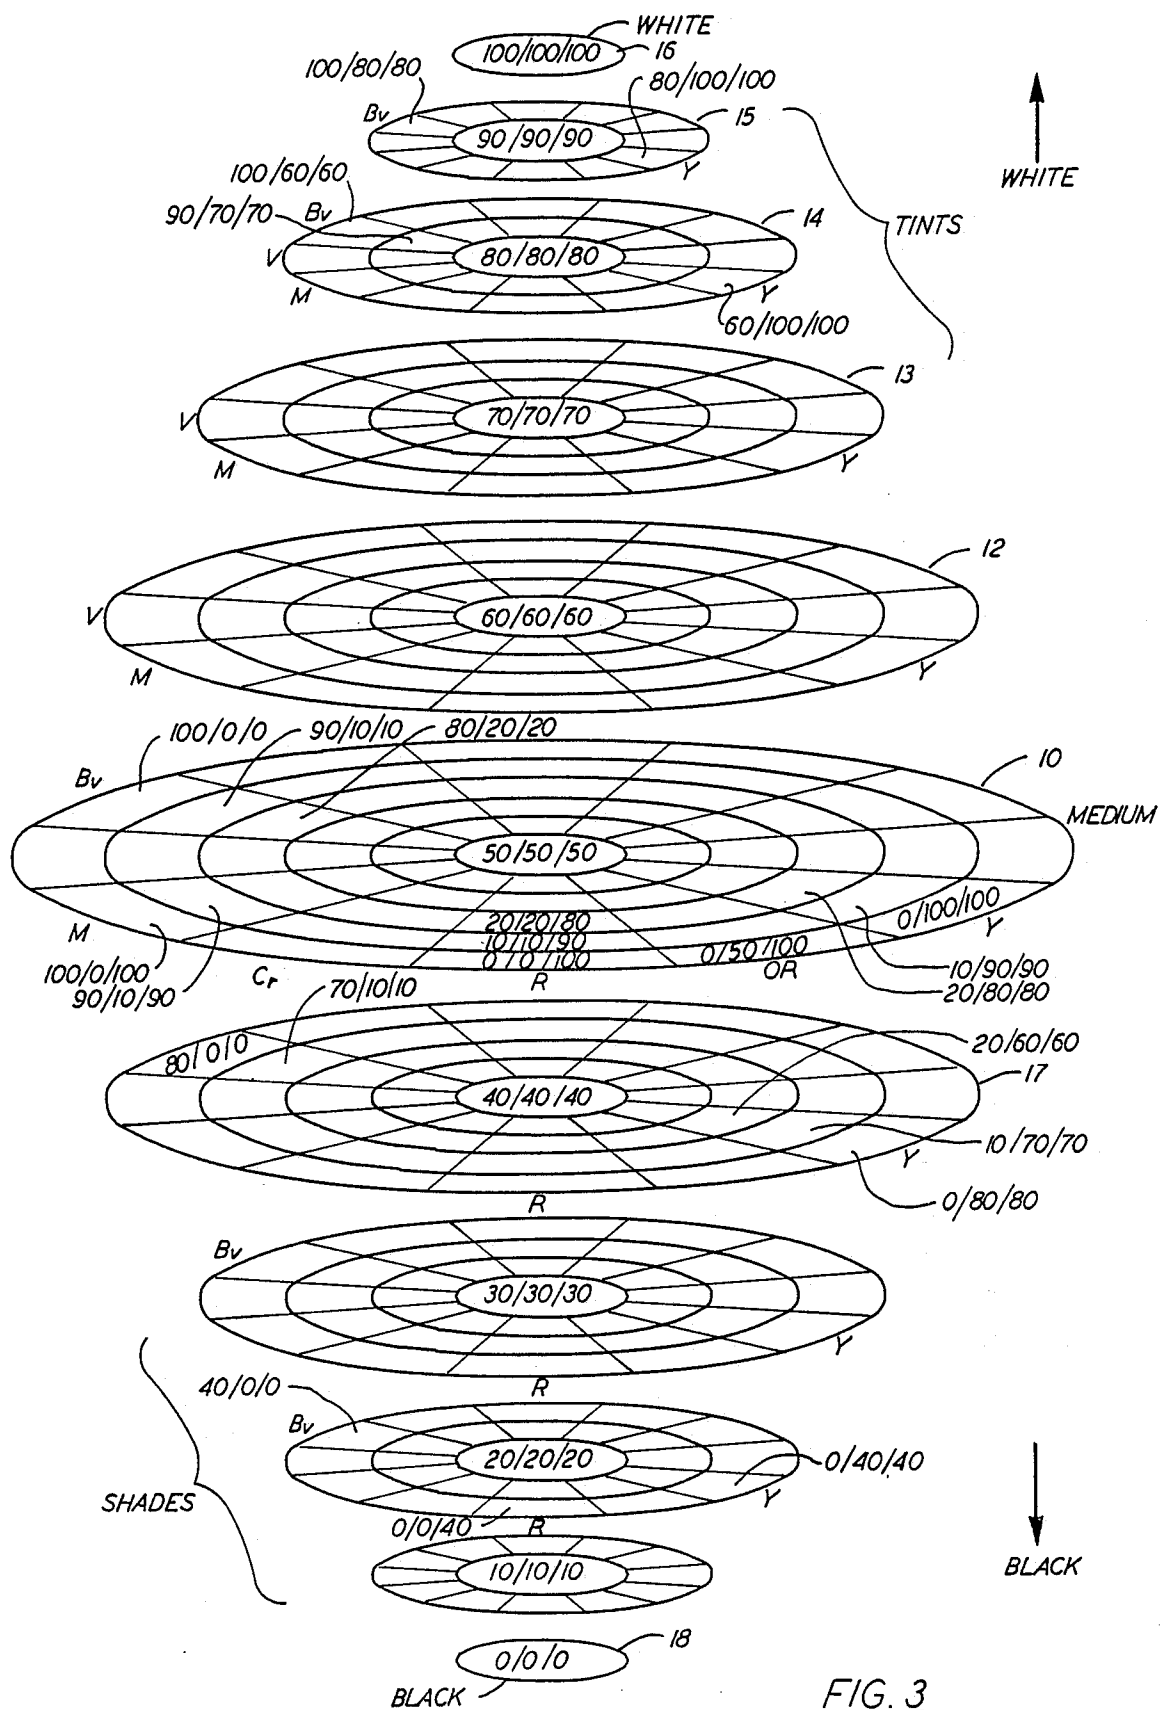 WHITE
100/100/100
16
100/80/80
80/100/100
Bv
15
90/90/90
Y
WHITE
100/60/60
90/70/70
Bv
14
TINTS
V
80/80/80
M
Y
60/100/100
13
V
70/70/70
M
Y
12
V
60/60/60
M
Y
100/0/0
90/10/10
80/20/20
Bv
10
MEDIUM
50/50/50
0/100/100
M
20/20/80
Y
10/10/90
0/50/100
100/0/100
0/0/100
OR
10/90/90
90/10/90
Cr
R
20/80/80
70/10/10
80/0/0
20/60/60
17
40/40/40
10/70/70
Y
0/80/80
R
Bv
30/30/30
Y
R
40/0/0
Bv
20/20/20
0/40/40
SHADES
Y
0/0/40
R
10/10/10
BLACK
18
0/0/0
BLACK
FIG. 3